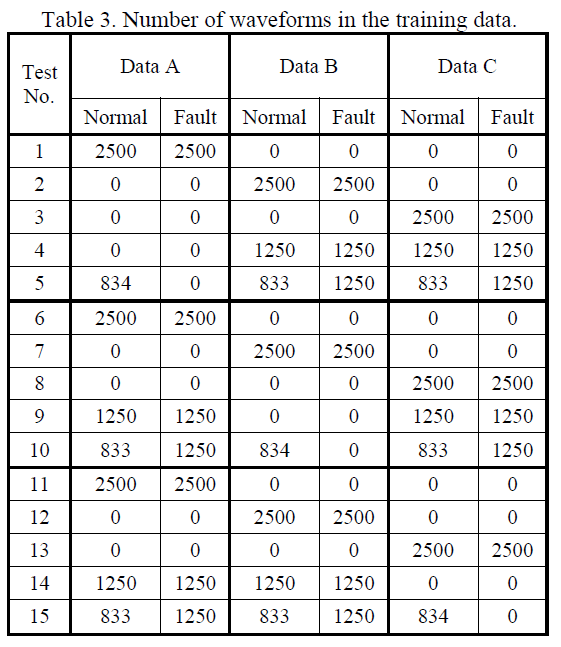 Table 3. Number of waveforms in the training data.
Test No. Data A Data B Data C
Normal Fault Normal Fault Normal Fault
1 2500 2500 0 0 0 0
2 0 0 2500 2500 0 0
3 0 0 0 0 2500 2500
4 0 0 1250 1250 1250 1250
5 834 0 833 1250 833 1250
6 2500 2500 0 0 0 0
7 0 0 2500 2500 0 0
8 0 0 0 0 2500 2500
9 1250 1250 0 0 1250 1250
10 833 1250 834 0 833 1250
11 2500 2500 0 0 0 0
12 0 0 2500 2500 0 0
13 0 0 0 0 2500 2500
14 1250 1250 1250 1250 0 0
15 833 1250 833 1250 834 0